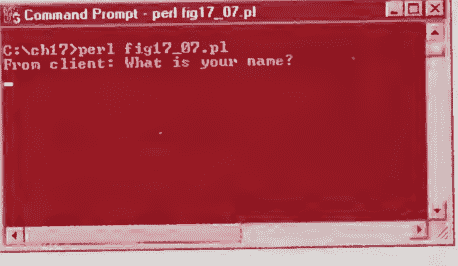 Command Prompt - perl fig17_07.pl
C:\ch17>perl fig17_07.pl
From client: What is your name?